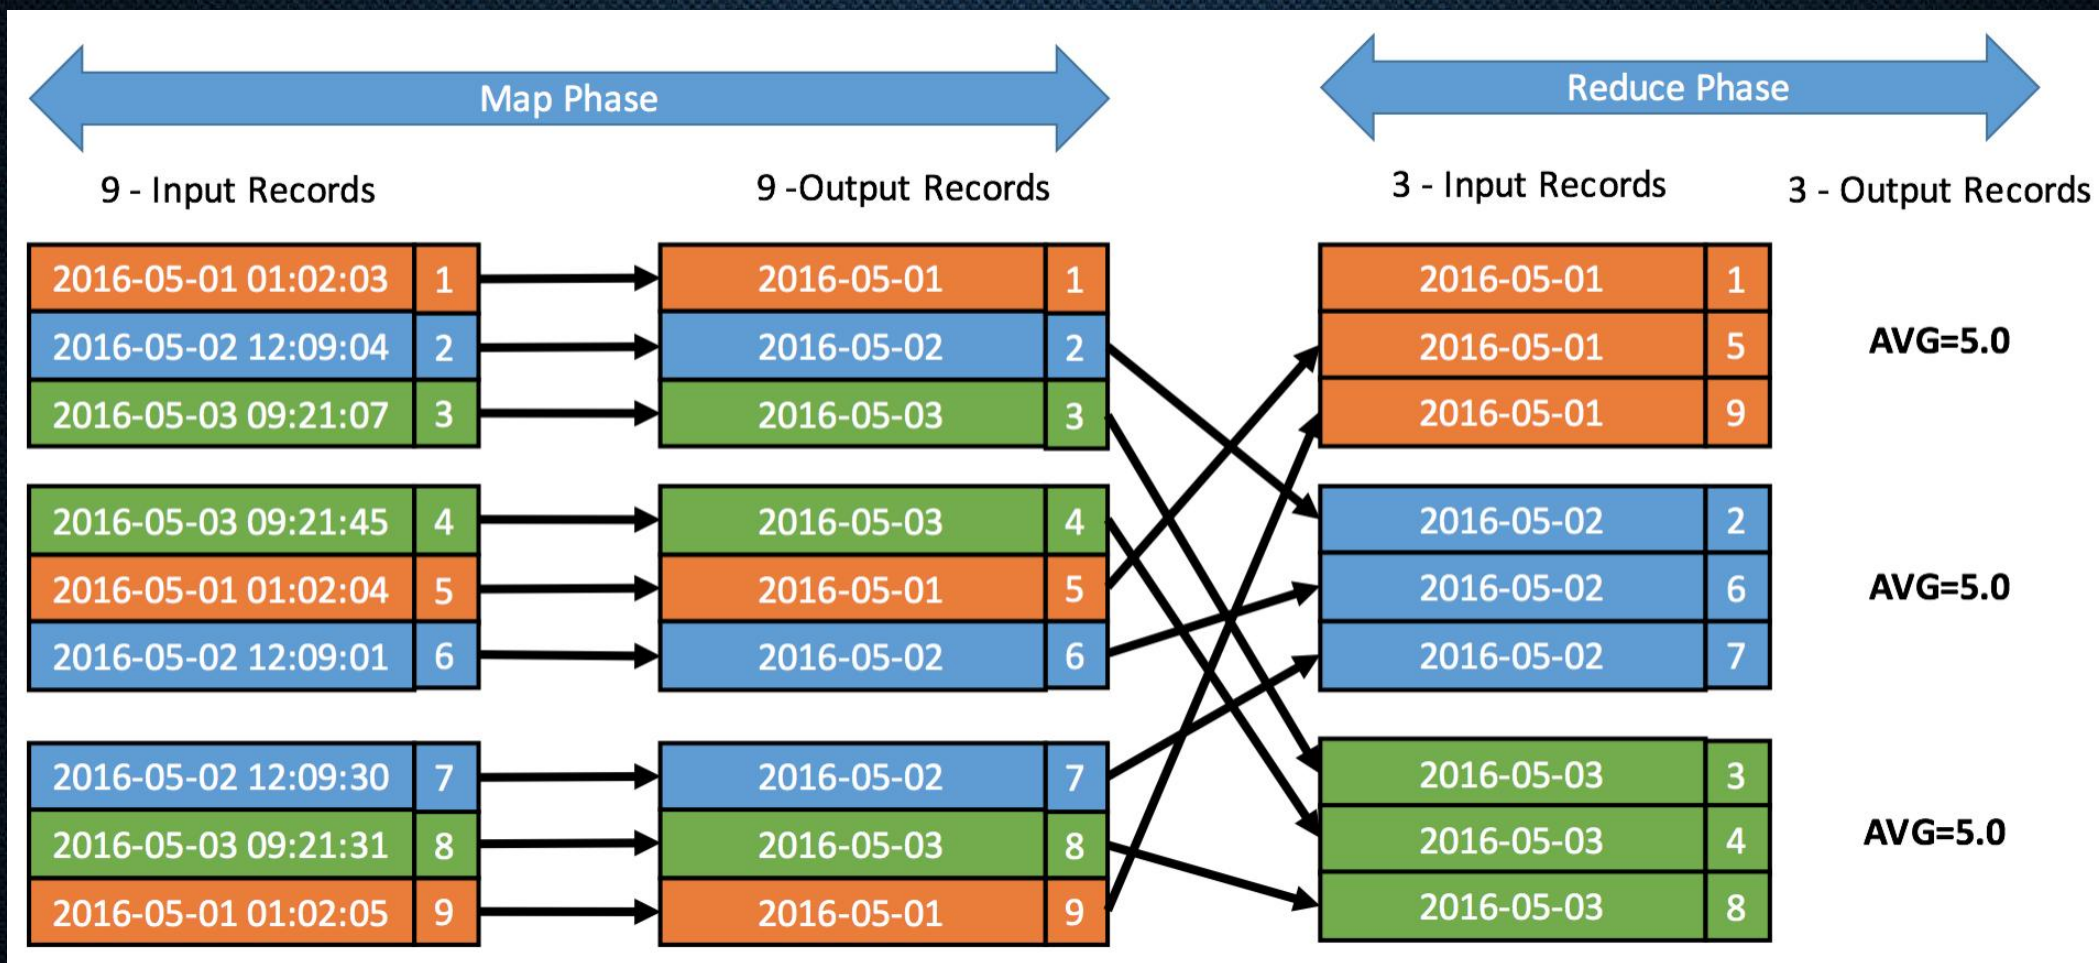 Map Phase
Reduce Phase
9 - Input Records
9 -Output Records
3 - Input Records
3 - Output Records
2016-05-01 01:02:03 1
2016-05-02 12:09:04 2
2016-05-03 09:21:07 3
2016-05-03 09:21:45 4
2016-05-01 01:02:04 5
2016-05-02 12:09:01 6
2016-05-02 12:09:30 7
2016-05-03 09:21:31 8
2016-05-01 01:02:05 9
2016-05-01 1
2016-05-02 2
2016-05-03 3
2016-05-03 4
2016-05-01 5
2016-05-02 6
2016-05-02 7
2016-05-03 8
2016-05-01 9
2016-05-01 1
2016-05-01 5
2016-05-01 9
2016-05-02 2
2016-05-02 6
2016-05-02 7
2016-05-03 3
2016-05-03 4
2016-05-03 8
AVG=5.0
AVG=5.0
AVG=5.0